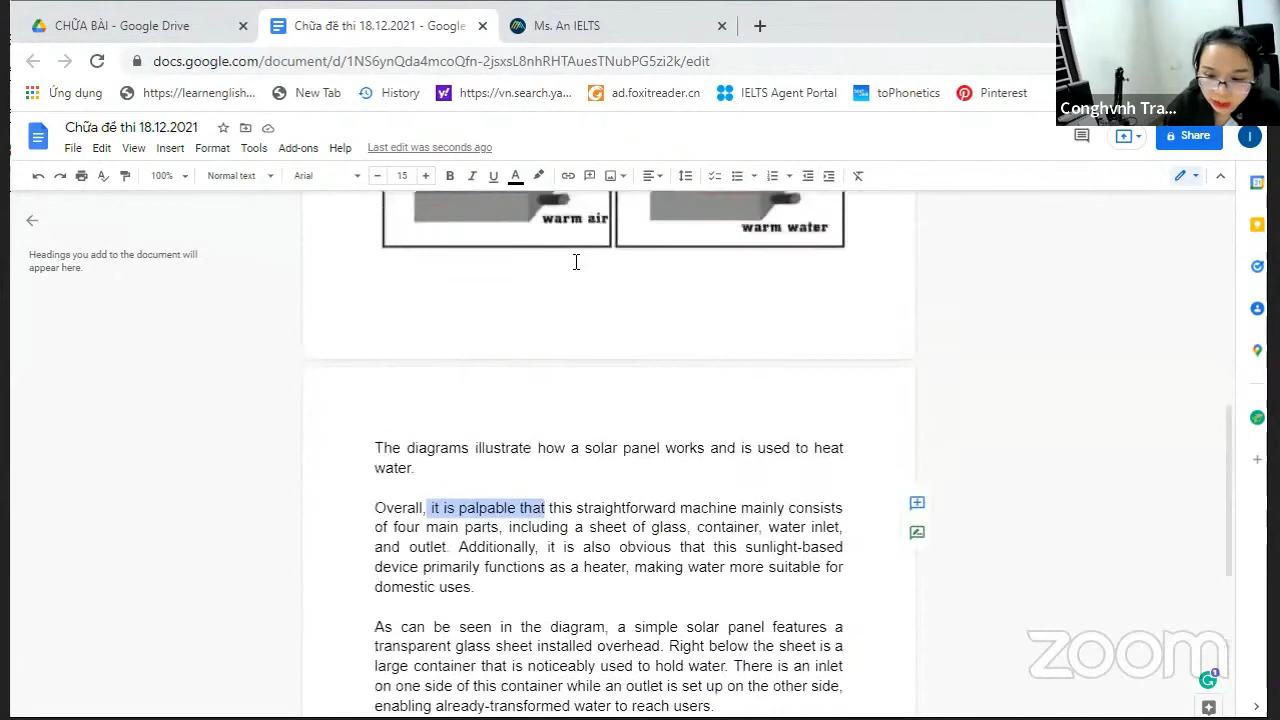 CHỮA BÀI - Google Drive
Chữa đề thi 18.12.2021 - Google
Ms. An IELTS
docs.google.com/document/d/1NS6ynQda4mcoQfn-2jsxsL8nhRHTAuesTNubPG5zi2k/edit
Ứng dụng https://learnenglish... New Tab History https://vn.search.ya... ad.foxitreader.cn IELTS Agent Portal toPhonetics Pinterest
Conghvnh Tra...
Chữa đề thi 18.12.2021
Share
I
File Edit View Insert Format Tools Add-ons Help Last edit was seconds ago
100% Normal text Arial 15 B I U A
warm air
warm water
Headings you add to the document will
appear here.
The diagrams illustrate how a solar panel works and is used to heat
water.
Overall, it is palpable that this straightforward machine mainly consists
of four main parts, including a sheet of glass, container, water inlet,
and outlet. Additionally, it is also obvious that this sunlight-based
device primarily functions as a heater, making water more suitable for
domestic uses.
As can be seen in the diagram, a simple solar panel features a
transparent glass sheet installed overhead. Right below the sheet is a
large container that is noticeably used to hold water. There is an inlet
on one side of this container while an outlet is set up on the other side,
enabling already-transformed water to reach users.
zoom
1